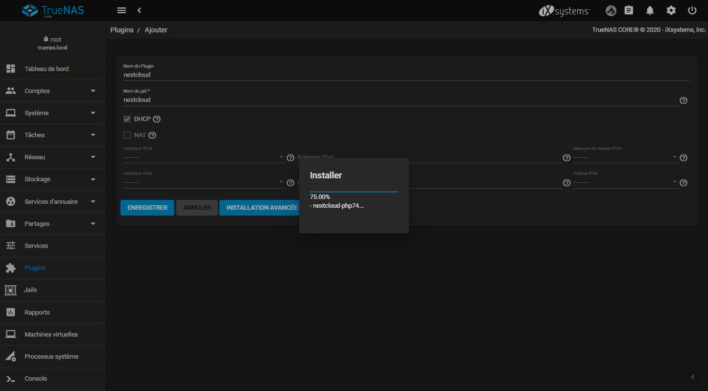 TrueNAS
CORE
iXsystems
root
truenas.local
Plugins / Ajouter
TrueNAS CORE® © 2020 - iXsystems, Inc.
Tableau de bord
Comptes
Système
Tâches
Réseau
Stockage
Services d'annuaire
Partages
Services
Plugins
Jails
Rapports
Machines virtuelles
Processus système
Console
Nom du Plugin
nextcloud
Nom du jail *
nextcloud
DHCP
NAT
Interface IPv4
Adresse IPv4
Masque de réseau IPv4
Interface IPv6
Préfixe IPv6
ENREGISTRER
ANNULER
INSTALLATION AVANCÉE
Installer
75.00%
- nextcloud-php74...